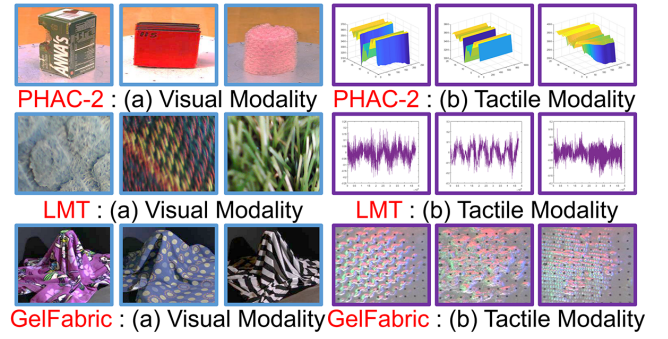 ANNA'S
PHAC-2 : (a) Visual Modality
PHAC-2 : (b) Tactile Modality
LMT : (a) Visual Modality
LMT : (b) Tactile Modality
GelFabric : (a) Visual Modality
GelFabric : (b) Tactile Modality